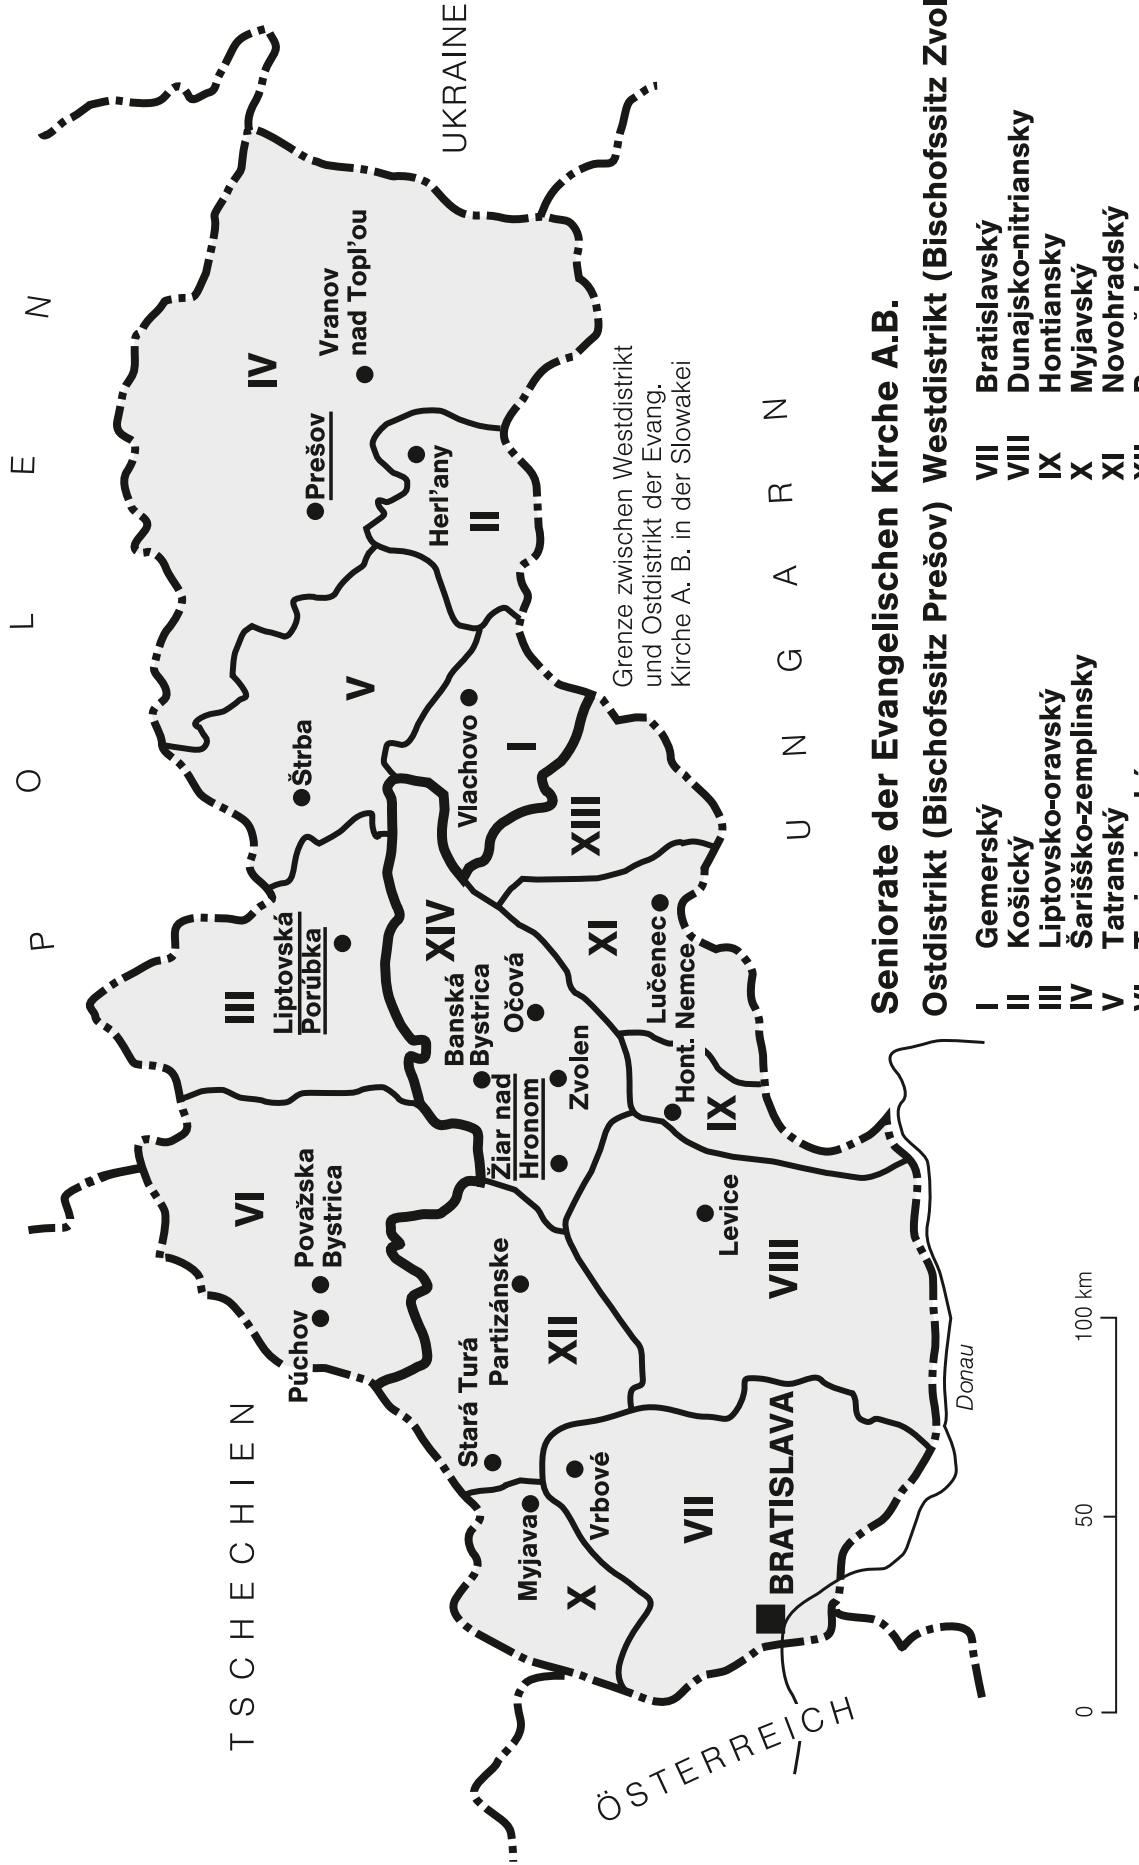 P O L E N
UKRAINE
TSCHECHIEN
ÖSTERREICH
U N G A R N
IV
Vranov
nad Topl’ou
Prešov
Herl’any
II
V
Štrba
Vlachovo
I
XIII
III
Liptovská
Porúbka
XIV
Banská
Bystrica
Očová
Zvolen
Žiar nad
Hronom
XI
Lučenec
Hont. Nemce
IX
VI
Považska
Bystrica
Púchov
Partizánske
XII
Stará Turá
Levice
VIII
Vrbové
Myjava
X
VII
BRATISLAVA
Donau
Grenze zwischen Westdistrikt
und Ostdistrikt der Evang.
Kirche A. B. in der Slowakei
0 50 100 km
Seniorate der Evangelischen Kirche A.B.
Ostdistrikt (Bischofssitz Prešov)
I Gemerský
II Košický
III Liptovsko-oravský
IV Šarišsko-zemplinsky
V Tatranský
Westdistrikt (Bischofssitz Zvol
VII Bratislavský
VIII Dunajsko-nitriansky
IX Hontiansky
X Myjavský
XI Novohradský